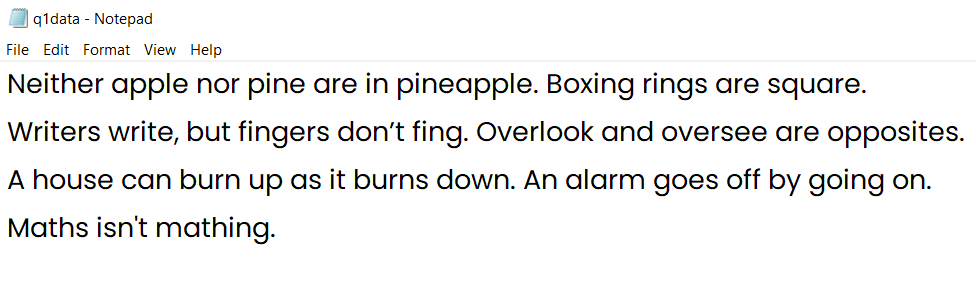 q1data - Notepad
File Edit Format View Help
Neither apple nor pine are in pineapple. Boxing rings are square.
Writers write, but fingers don’t fing. Overlook and oversee are opposites.
A house can burn up as it burns down. An alarm goes off by going on.
Maths isn't mathing.